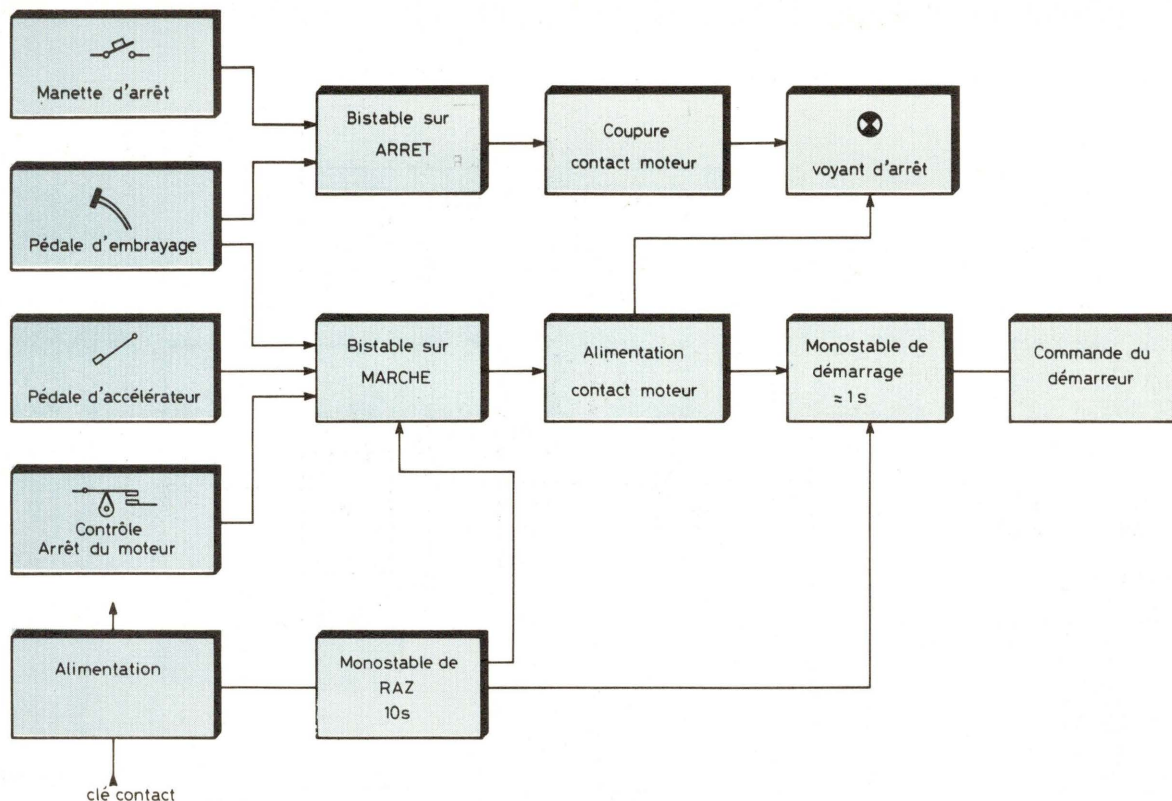 Manette d'arrêt
Bistable sur
ARRET
Coupure
contact moteur
voyant d'arrêt
Pédale d'embrayage
Pédale d'accélérateur
Bistable sur
MARCHE
Alimentation
contact moteur
Monostable de
démarrage
≈ 1 s
Commande du
démarreur
Contrôle
Arrêt du moteur
Alimentation
Monostable de
RAZ
10s
clé contact